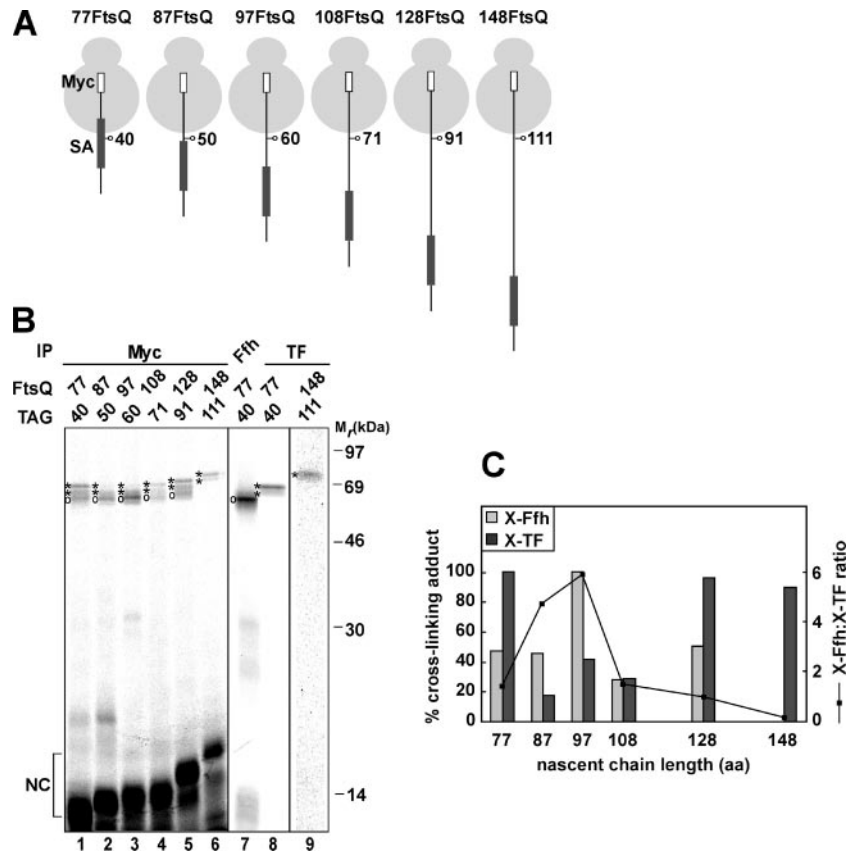 A
77FtsQ 87FtsQ 97FtsQ 108FtsQ 128FtsQ 148FtsQ
Myc
SA
40 50 60 71 91 111
B
IP Myc Ffh TF
FtsQ 77 87 97 108 128 148 77 77 148
TAG 40 50 60 71 91 111 40 40 111
Mr(kDa)
97
69
46
30
14
NC
1 2 3 4 5 6 7 8 9
C
X-Ffh
X-TF
% cross-linking adduct
100
80
60
40
20
0
6
4
2
0
X-Ffh:X-TF ratio
77 87 97 108 128 148
nascent chain length (aa)